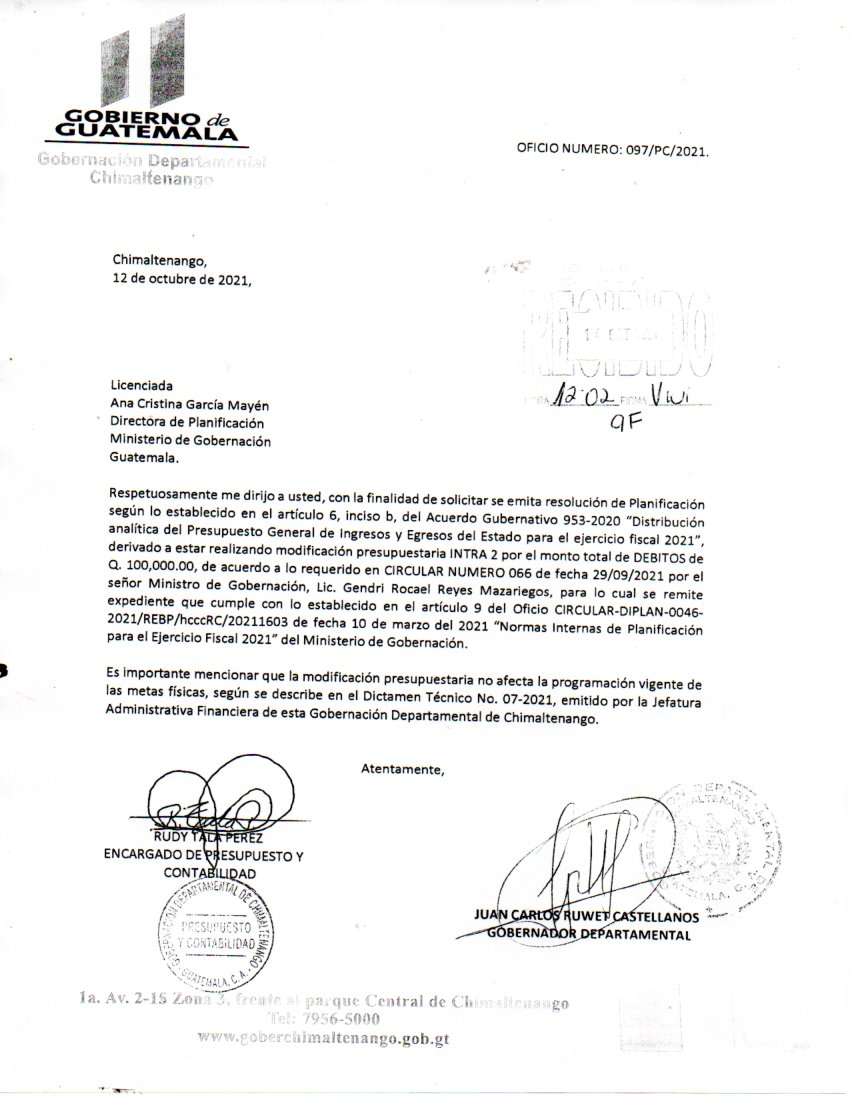 GOBIERNO de
GUATEMALA
Gobernación Departamental
Chimaltenango
OFICIO NUMERO: 097/PC/2021.
Chimaltenango,
12 de octubre de 2021,
RECIBIDO
12:02 FIRMA Vivi
9F
Licenciada
Ana Cristina García Mayén
Directora de Planificación
Ministerio de Gobernación
Guatemala.
Respetuosamente me dirijo a usted, con la finalidad de solicitar se emita resolución de Planificación
según lo establecido en el artículo 6, inciso b, del Acuerdo Gubernativo 953-2020 “Distribución
analítica del Presupuesto General de Ingresos y Egresos del Estado para el ejercicio fiscal 2021”,
derivado a estar realizando modificación presupuestaria INTRA 2 por el monto total de DEBITOS de
Q. 100,000.00, de acuerdo a lo requerido en CIRCULAR NUMERO 066 de fecha 29/09/2021 por el
señor Ministro de Gobernación, Lic. Gendri Rocael Reyes Mazariegos, para lo cual se remite
expediente que cumple con lo establecido en el artículo 9 del Oficio CIRCULAR-DIPLAN-0046-
2021/REBP/hcccRC/20211603 de fecha 10 de marzo del 2021 “Normas Internas de Planificación
para el Ejercicio Fiscal 2021” del Ministerio de Gobernación.
Es importante mencionar que la modificación presupuestaria no afecta la programación vigente de
las metas físicas, según se describe en el Dictamen Técnico No. 07-2021, emitido por la Jefatura
Administrativa Financiera de esta Gobernación Departamental de Chimaltenango.
Atentamente,
RUDY TALA PEREZ
ENCARGADO DE PRESUPUESTO Y
CONTABILIDAD
GOBERNACION DEPARTAMENTAL DE CHIMALTENANGO
PRESUPUESTO
Y CONTABILIDAD
GUATEMALA, C. A.
JUAN CARLOS RUWET CASTELLANOS
GOBERNADOR DEPARTAMENTAL
1a. Av. 2-15 Zona 3, frente al parque Central de Chimaltenango
Tel: 7956-5000
www.goberchimaltenango.gob.gt